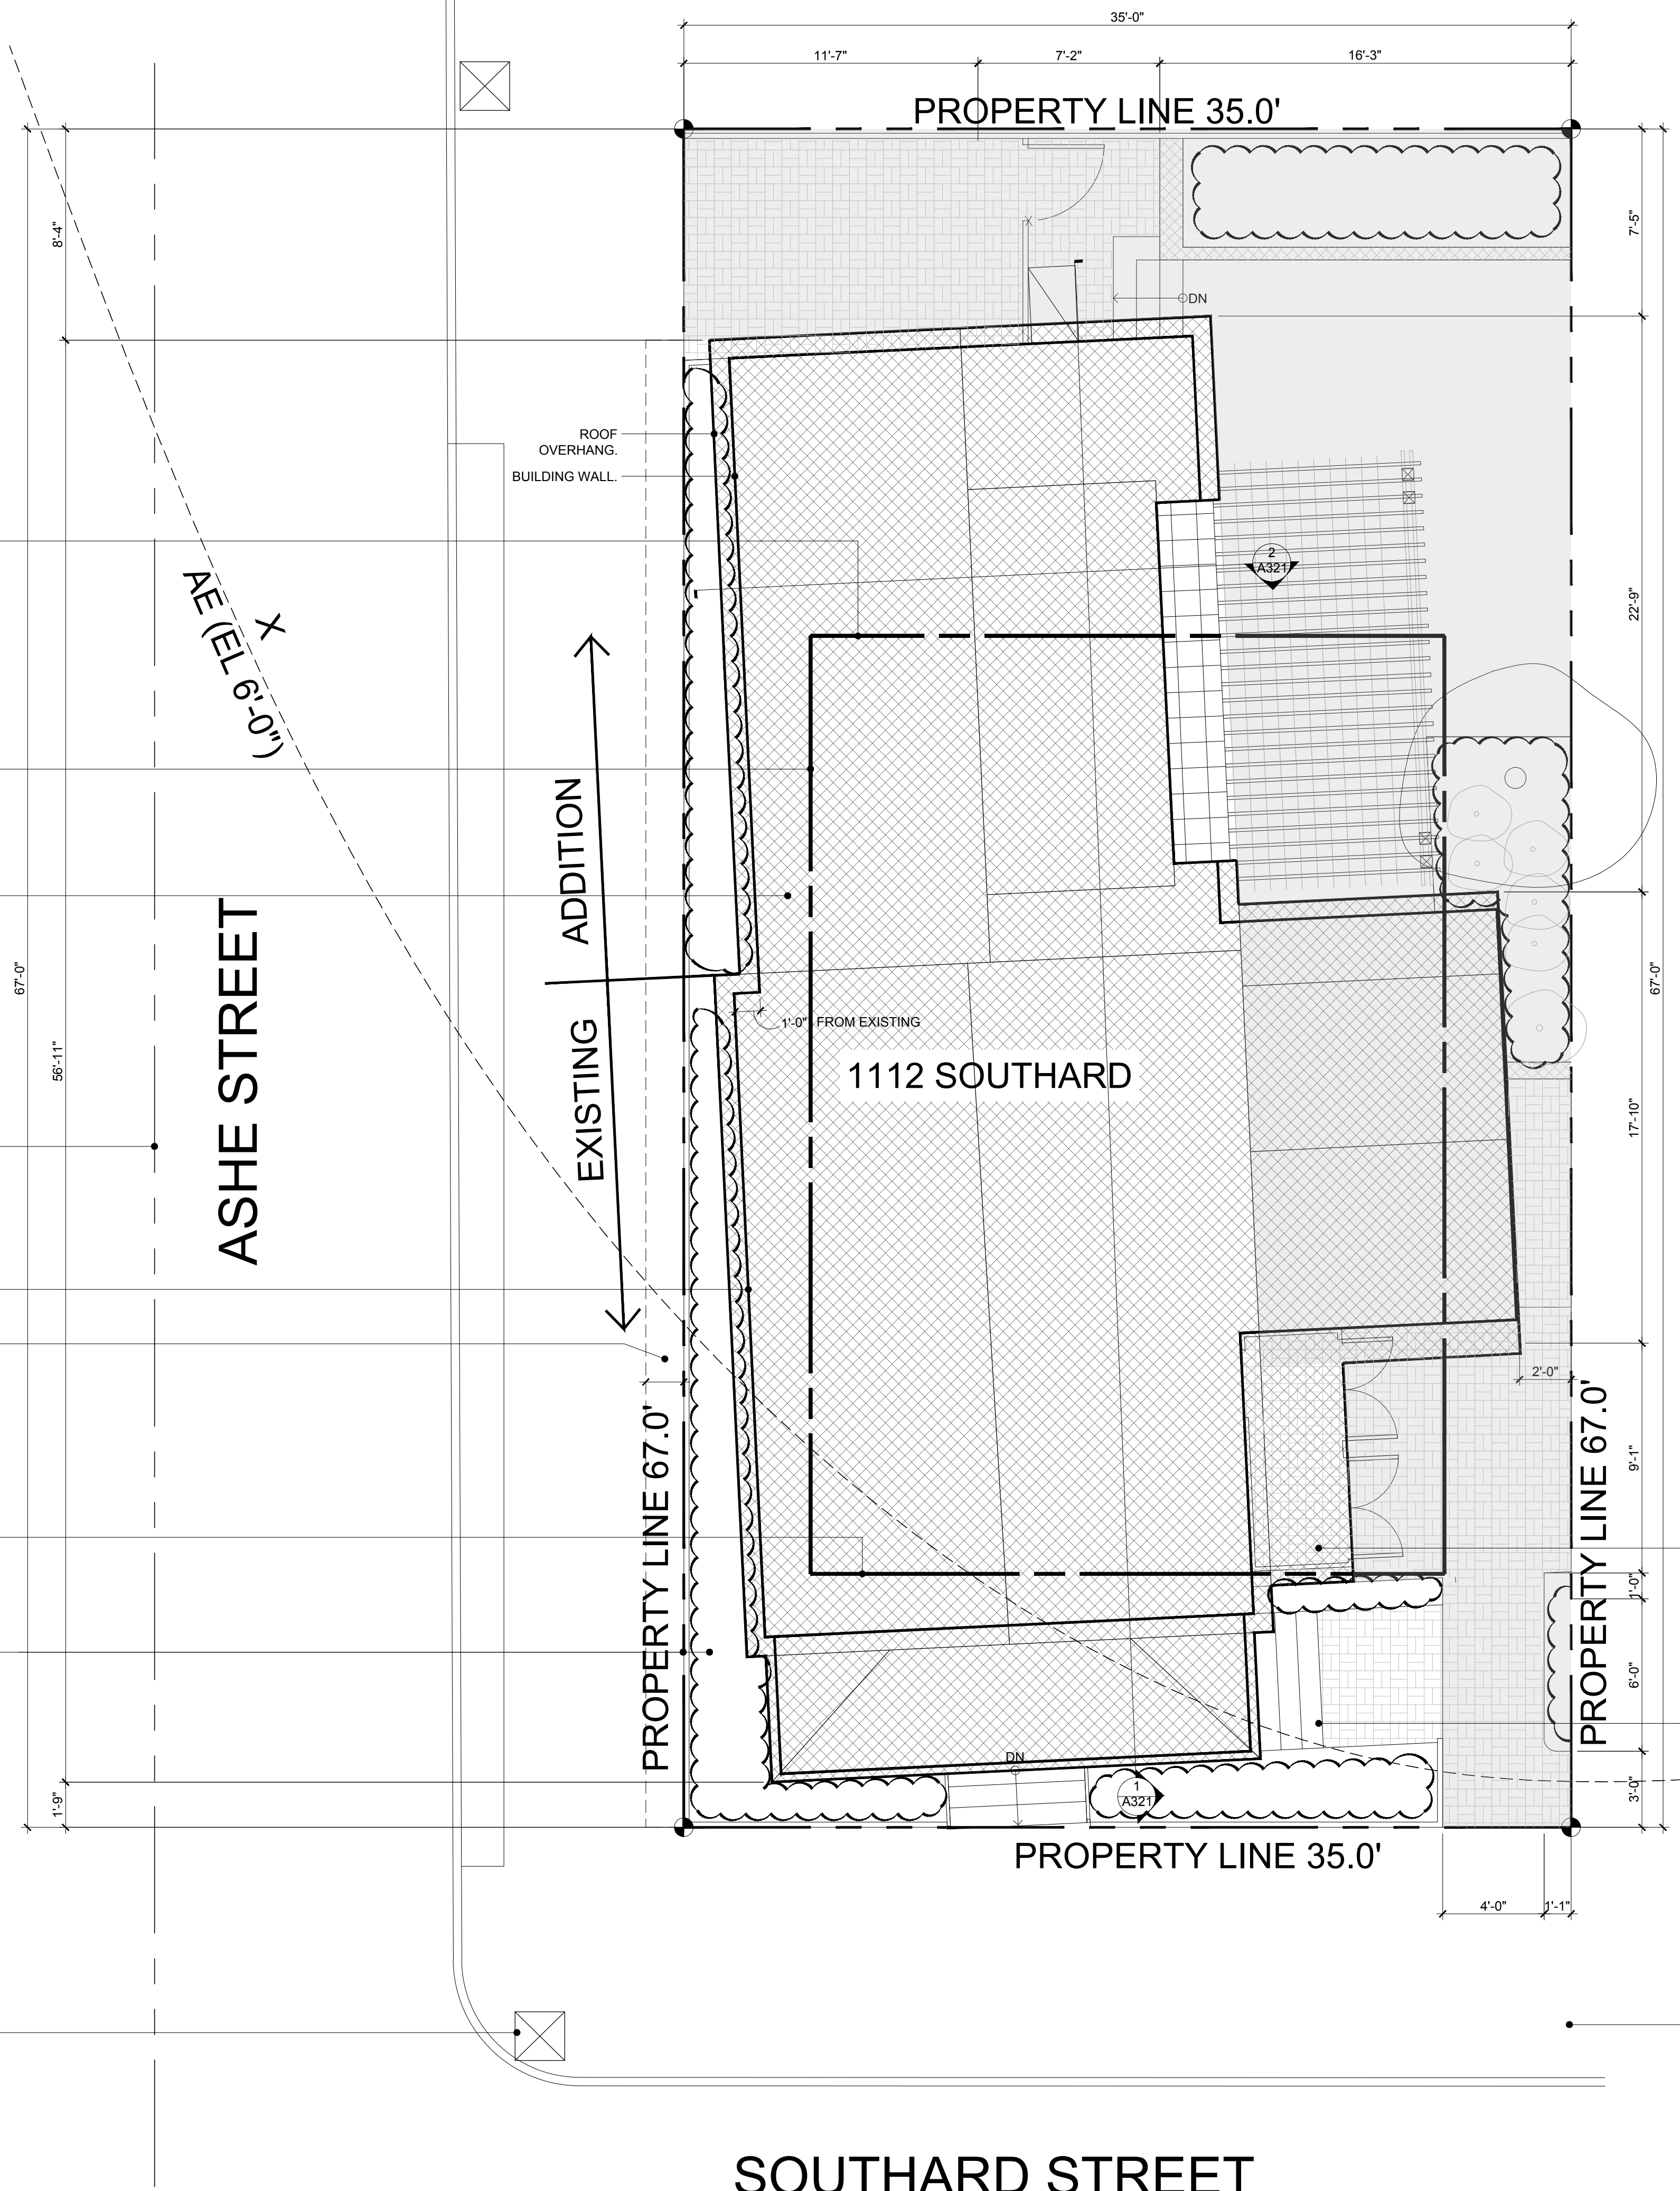 35'-0"
11'-7"
7'-2"
16'-3"
PROPERTY LINE 35.0'
8'-4"
7'-5"
DN
ROOF
OVERHANG.
BUILDING WALL.
2
A321
X
AE (EL 6'-0")
22'-9"
ADDITION
ASHE STREET
67'-0"
67'-0"
1'-0" FROM EXISTING
EXISTING
56'-11"
1112 SOUTHARD
17'-10"
2'-0"
PROPERTY LINE 67.0'
PROPERTY LINE 67.0'
9'-1"
1'-0"
6'-0"
DN
1
A321
1'-9"
3'-0"
PROPERTY LINE 35.0'
4'-0"
1'-1"
SOUTHARD STREET